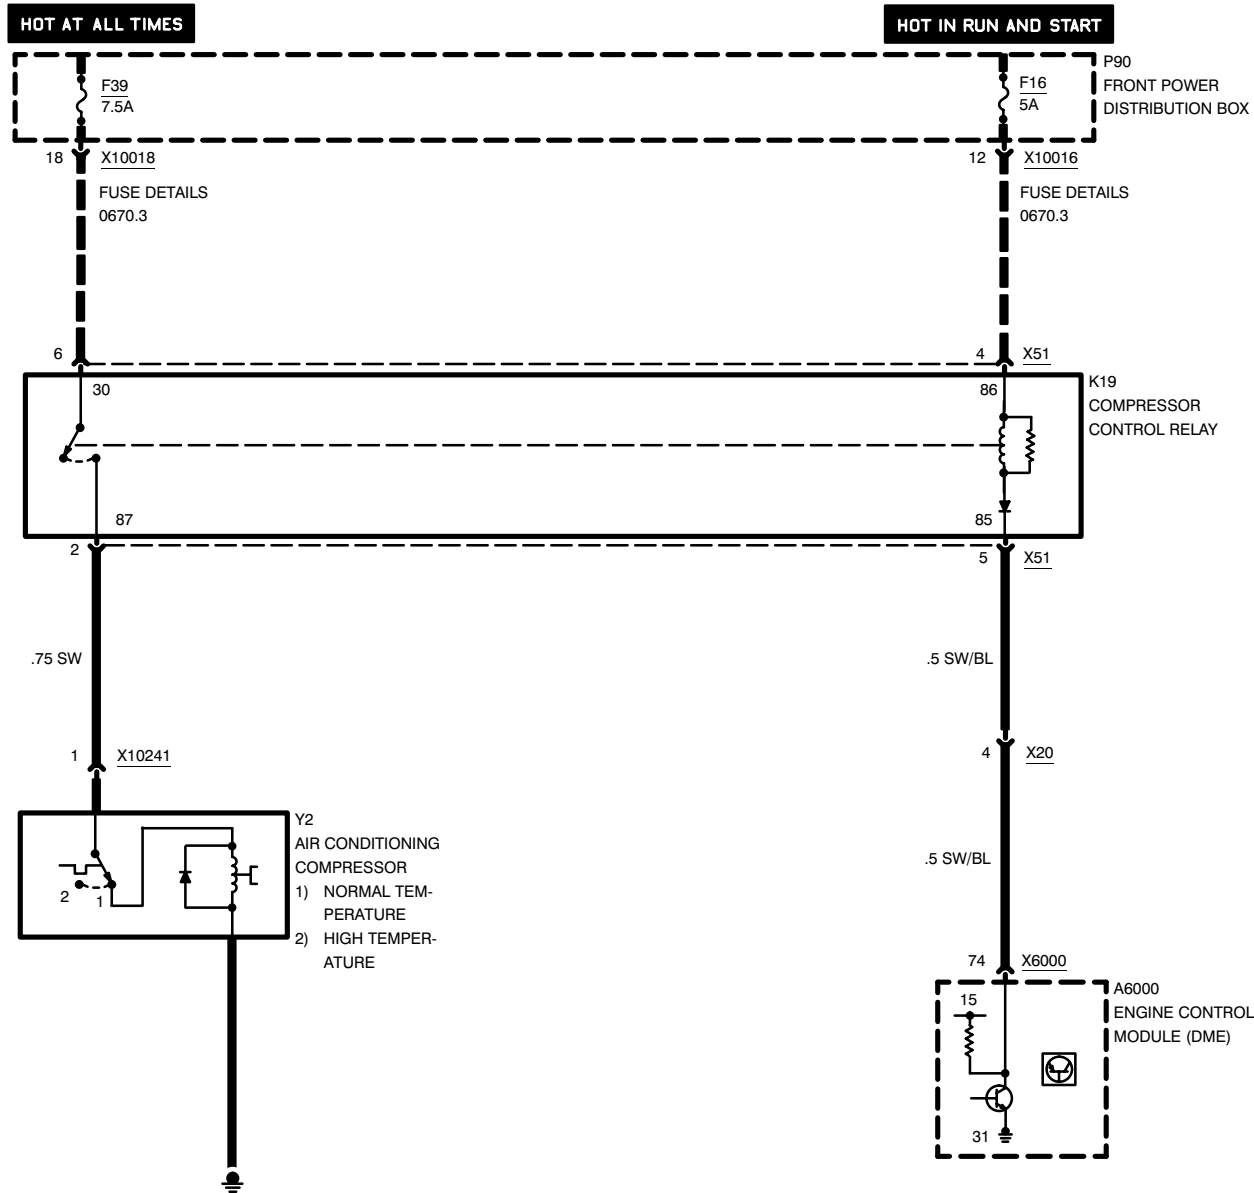 HOT AT ALL TIMES
HOT IN RUN AND START
F39
7.5A
F16
5A
P90
FRONT POWER
DISTRIBUTION BOX
18
X10018
12
X10016
FUSE DETAILS
0670.3
FUSE DETAILS
0670.3
6
4
X51
30
86
K19
COMPRESSOR
CONTROL RELAY
87
85
2
5
X51
.75 SW
.5 SW/BL
1
X10241
4
X20
Y2
AIR CONDITIONING
COMPRESSOR
1) NORMAL TEM-
PERATURE
2) HIGH TEMPER-
ATURE
2
1
.5 SW/BL
74
X6000
A6000
ENGINE CONTROL
MODULE (DME)
15
31